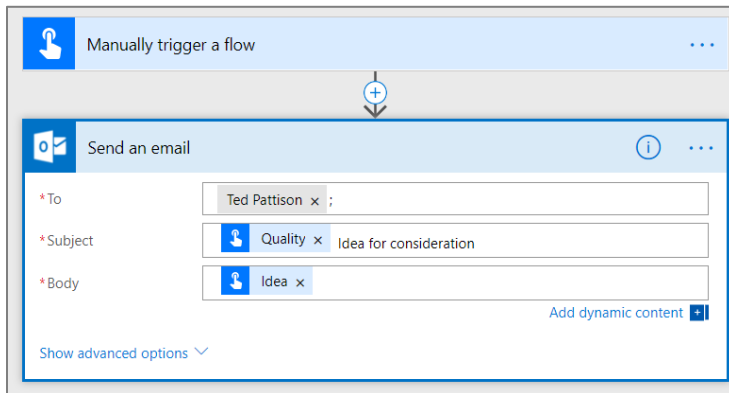 Manually trigger a flow
Send an email
*To Ted Pattison × ;
*Subject Quality × Idea for consideration
*Body Idea ×
Add dynamic content
Show advanced options